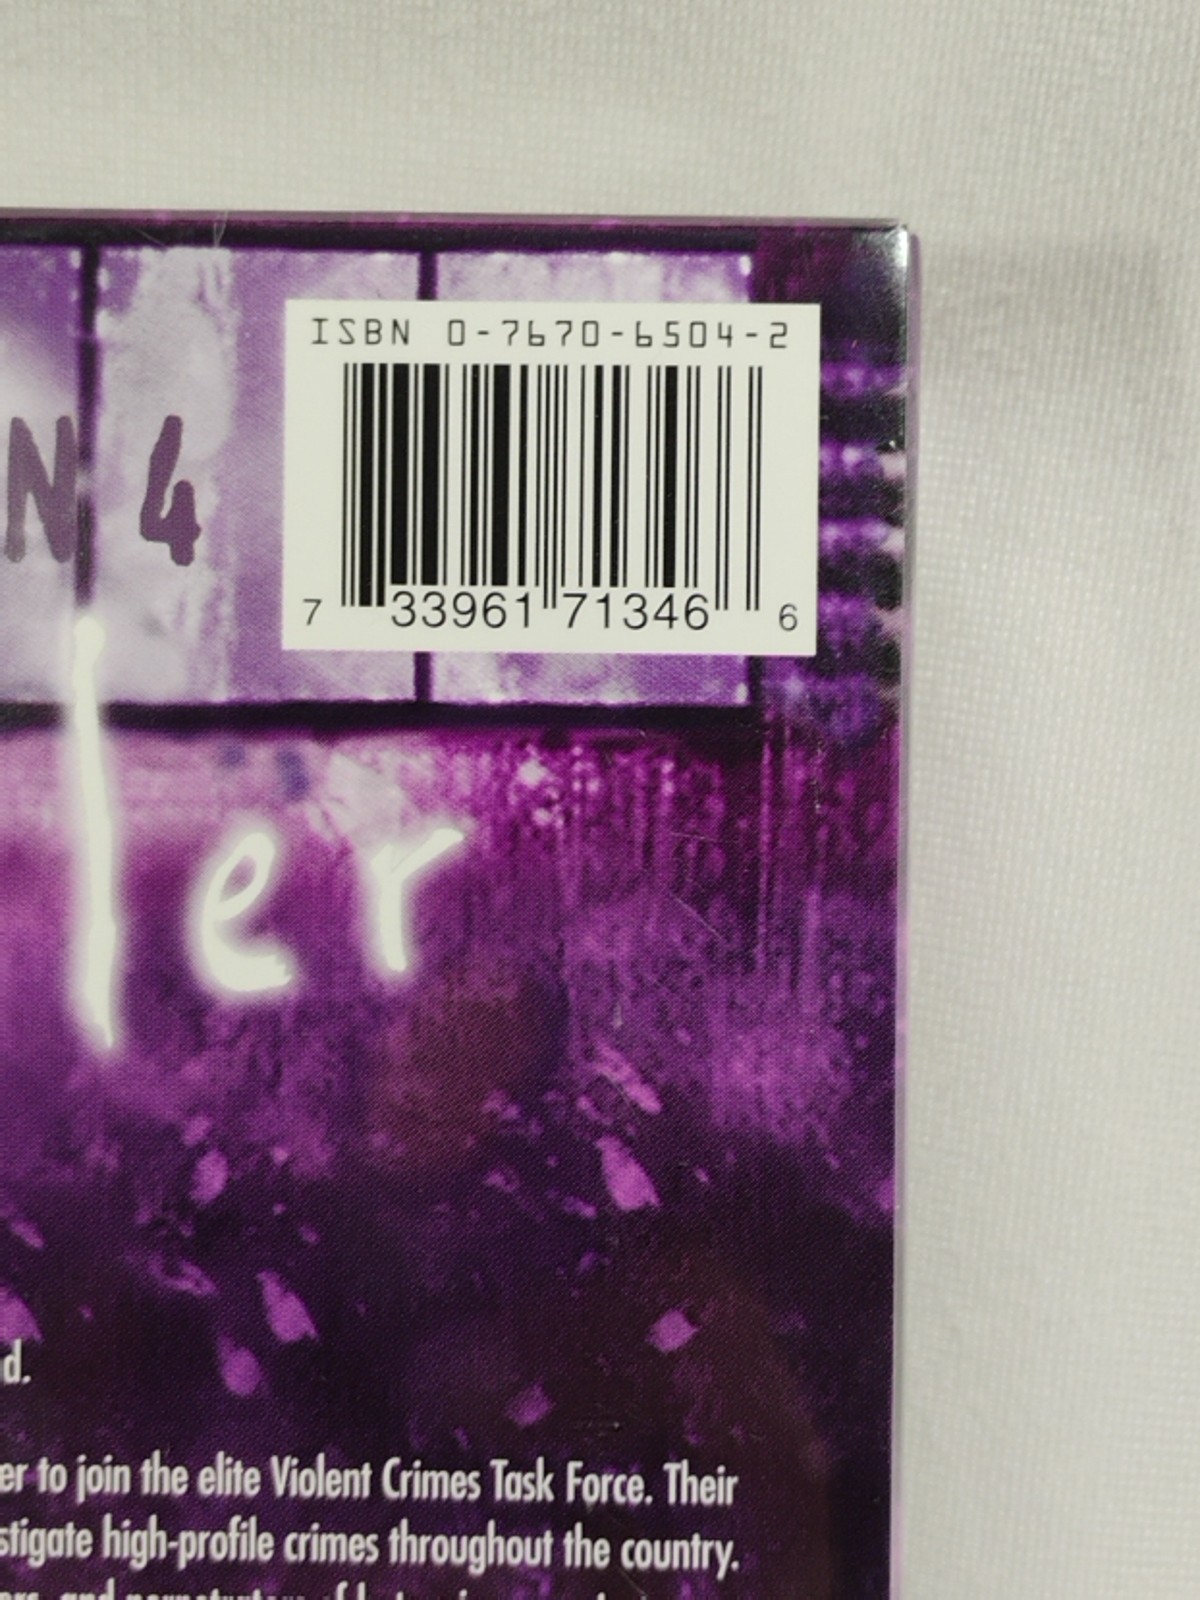 ISBN 0-7670-6504-2
N 4
7 33961 71346 6
ler
d.
er to join the elite Violent Crimes Task Force. Their
stigate high-profile crimes throughout the country.